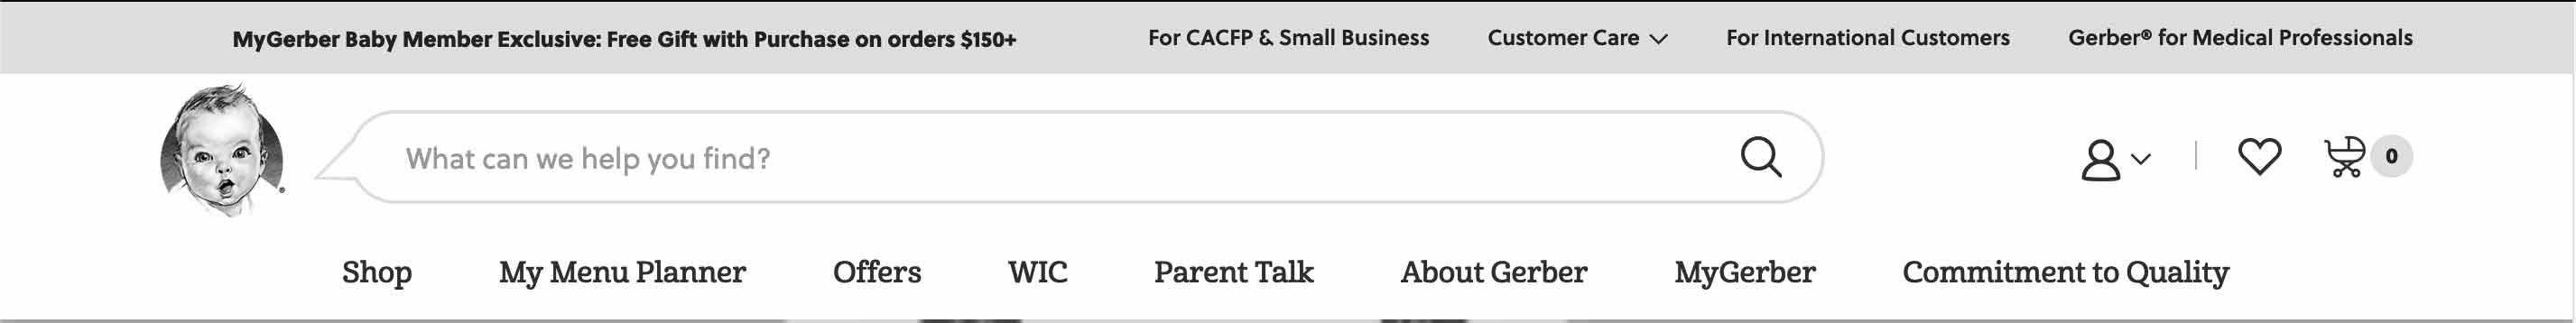 MyGerber Baby Member Exclusive: Free Gift with Purchase on orders $150+
For CACFP & Small Business
Customer Care
For International Customers
Gerber® for Medical Professionals
What can we help you find?
0
Shop
My Menu Planner
Offers
WIC
Parent Talk
About Gerber
MyGerber
Commitment to Quality